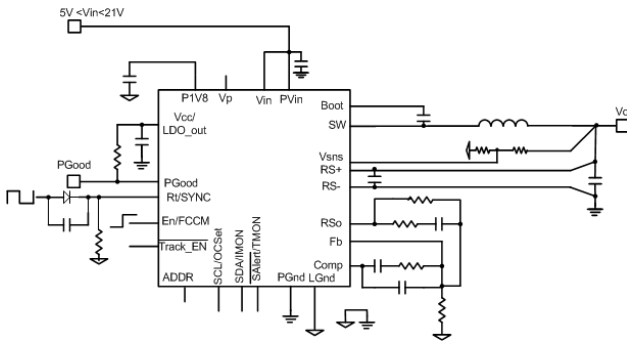 5V <Vin<21V
P1V8
Vp
Vin
PVin
Vcc/
LDO_out
Boot
SW
Vo
Vsns
RS+
RS-
PGood
PGood
Rt/SYNC
En/FCCM
Track_EN
ADDR
SCL/OCSet
SDA/IMON
SAlert/TMON
PGnd
LGnd
RSo
Fb
Comp